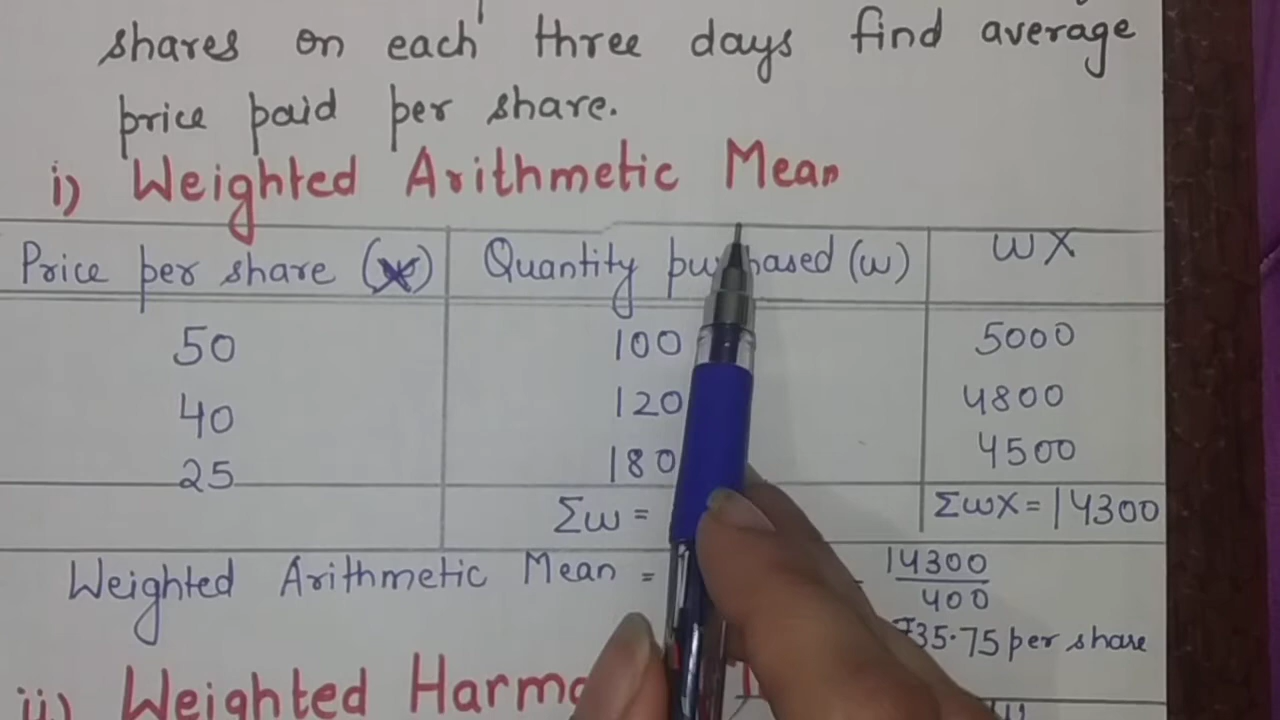 shares on each three days find average
price paid per share.
i) Weighted Arithmetic Mean
Price per share (X) Quantity purchased (w) wX
50 100 5000
40 120 4800
25 180 4500
Σw = ΣwX = 14300
Weighted Arithmetic Mean = 14300
400
₹35.75 per share
ii) Weighted